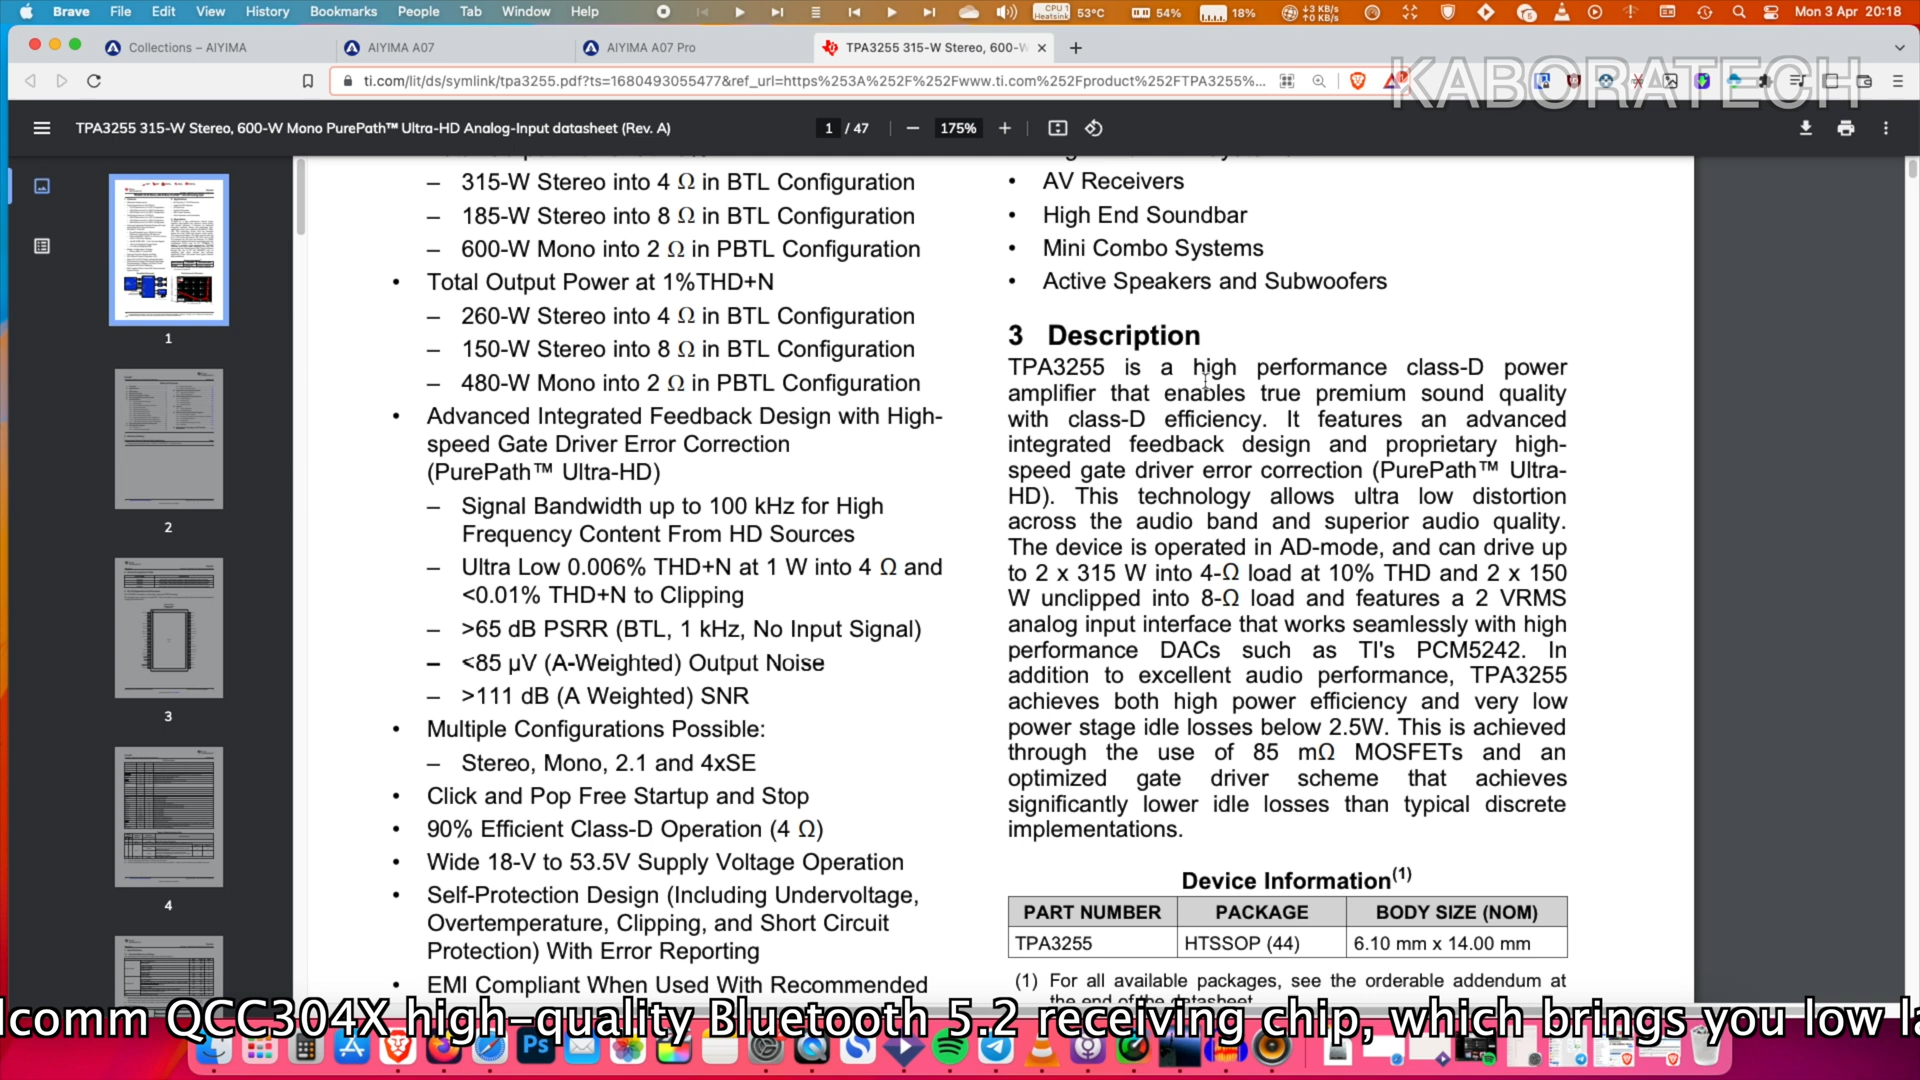 Brave File Edit View History Bookmarks People Tab Window Help
CPU 1 Heatsink 53°C 54% 18% ↓3 KB/s ↑0 KB/s Mon 3 Apr 20:18
Collections – AIYIMA
AIYIMA A07
AIYIMA A07 Pro
TPA3255 315-W Stereo, 600-W
KABORATECH
ti.com/lit/ds/symlink/tpa3255.pdf?ts=1680493055477&ref_url=https%253A%252F%252Fwww.ti.com%252Fproduct%252FTPA3255%...
TPA3255 315-W Stereo, 600-W Mono PurePath™ Ultra-HD Analog-Input datasheet (Rev. A)
1 / 47
175%
1
2
3
4
– 315-W Stereo into 4 Ω in BTL Configuration
– 185-W Stereo into 8 Ω in BTL Configuration
– 600-W Mono into 2 Ω in PBTL Configuration
• Total Output Power at 1%THD+N
– 260-W Stereo into 4 Ω in BTL Configuration
– 150-W Stereo into 8 Ω in BTL Configuration
– 480-W Mono into 2 Ω in PBTL Configuration
• Advanced Integrated Feedback Design with High-
speed Gate Driver Error Correction
(PurePath™ Ultra-HD)
– Signal Bandwidth up to 100 kHz for High
Frequency Content From HD Sources
– Ultra Low 0.006% THD+N at 1 W into 4 Ω and
<0.01% THD+N to Clipping
– >65 dB PSRR (BTL, 1 kHz, No Input Signal)
– <85 µV (A-Weighted) Output Noise
– >111 dB (A Weighted) SNR
• Multiple Configurations Possible:
– Stereo, Mono, 2.1 and 4xSE
• Click and Pop Free Startup and Stop
• 90% Efficient Class-D Operation (4 Ω)
• Wide 18-V to 53.5V Supply Voltage Operation
• Self-Protection Design (Including Undervoltage,
Overtemperature, Clipping, and Short Circuit
Protection) With Error Reporting
• EMI Compliant When Used With Recommended
• AV Receivers
• High End Soundbar
• Mini Combo Systems
• Active Speakers and Subwoofers
3 Description
TPA3255 is a high performance class-D power
amplifier that enables true premium sound quality
with class-D efficiency. It features an advanced
integrated feedback design and proprietary high-
speed gate driver error correction (PurePath™ Ultra-
HD). This technology allows ultra low distortion
across the audio band and superior audio quality.
The device is operated in AD-mode, and can drive up
to 2 x 315 W into 4-Ω load at 10% THD and 2 x 150
W unclipped into 8-Ω load and features a 2 VRMS
analog input interface that works seamlessly with high
performance DACs such as TI's PCM5242. In
addition to excellent audio performance, TPA3255
achieves both high power efficiency and very low
power stage idle losses below 2.5W. This is achieved
through the use of 85 mΩ MOSFETs and an
optimized gate driver scheme that achieves
significantly lower idle losses than typical discrete
implementations.
Device Information(1)
PART NUMBER PACKAGE BODY SIZE (NOM)
TPA3255 HTSSOP (44) 6.10 mm x 14.00 mm
(1) For all available packages, see the orderable addendum at
the end of the datasheet.
lcomm QCC304X high-quality Bluetooth 5.2 receiving chip, which brings you low la
Ps